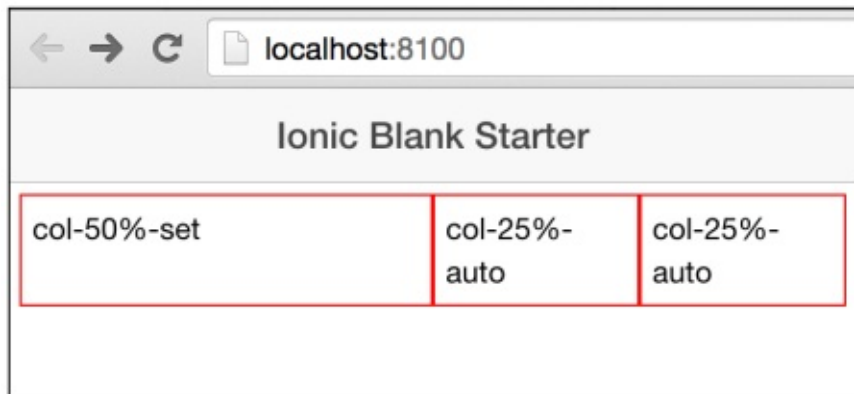 localhost:8100
Ionic Blank Starter
col-50%-set
col-25%-
auto
col-25%-
auto